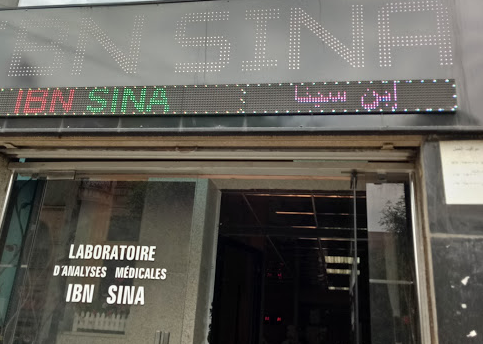 IBN SINA
IBN SINA ابن سينا
LABORATOIRE
D'ANALYSES MÉDICALES
IBN SINA